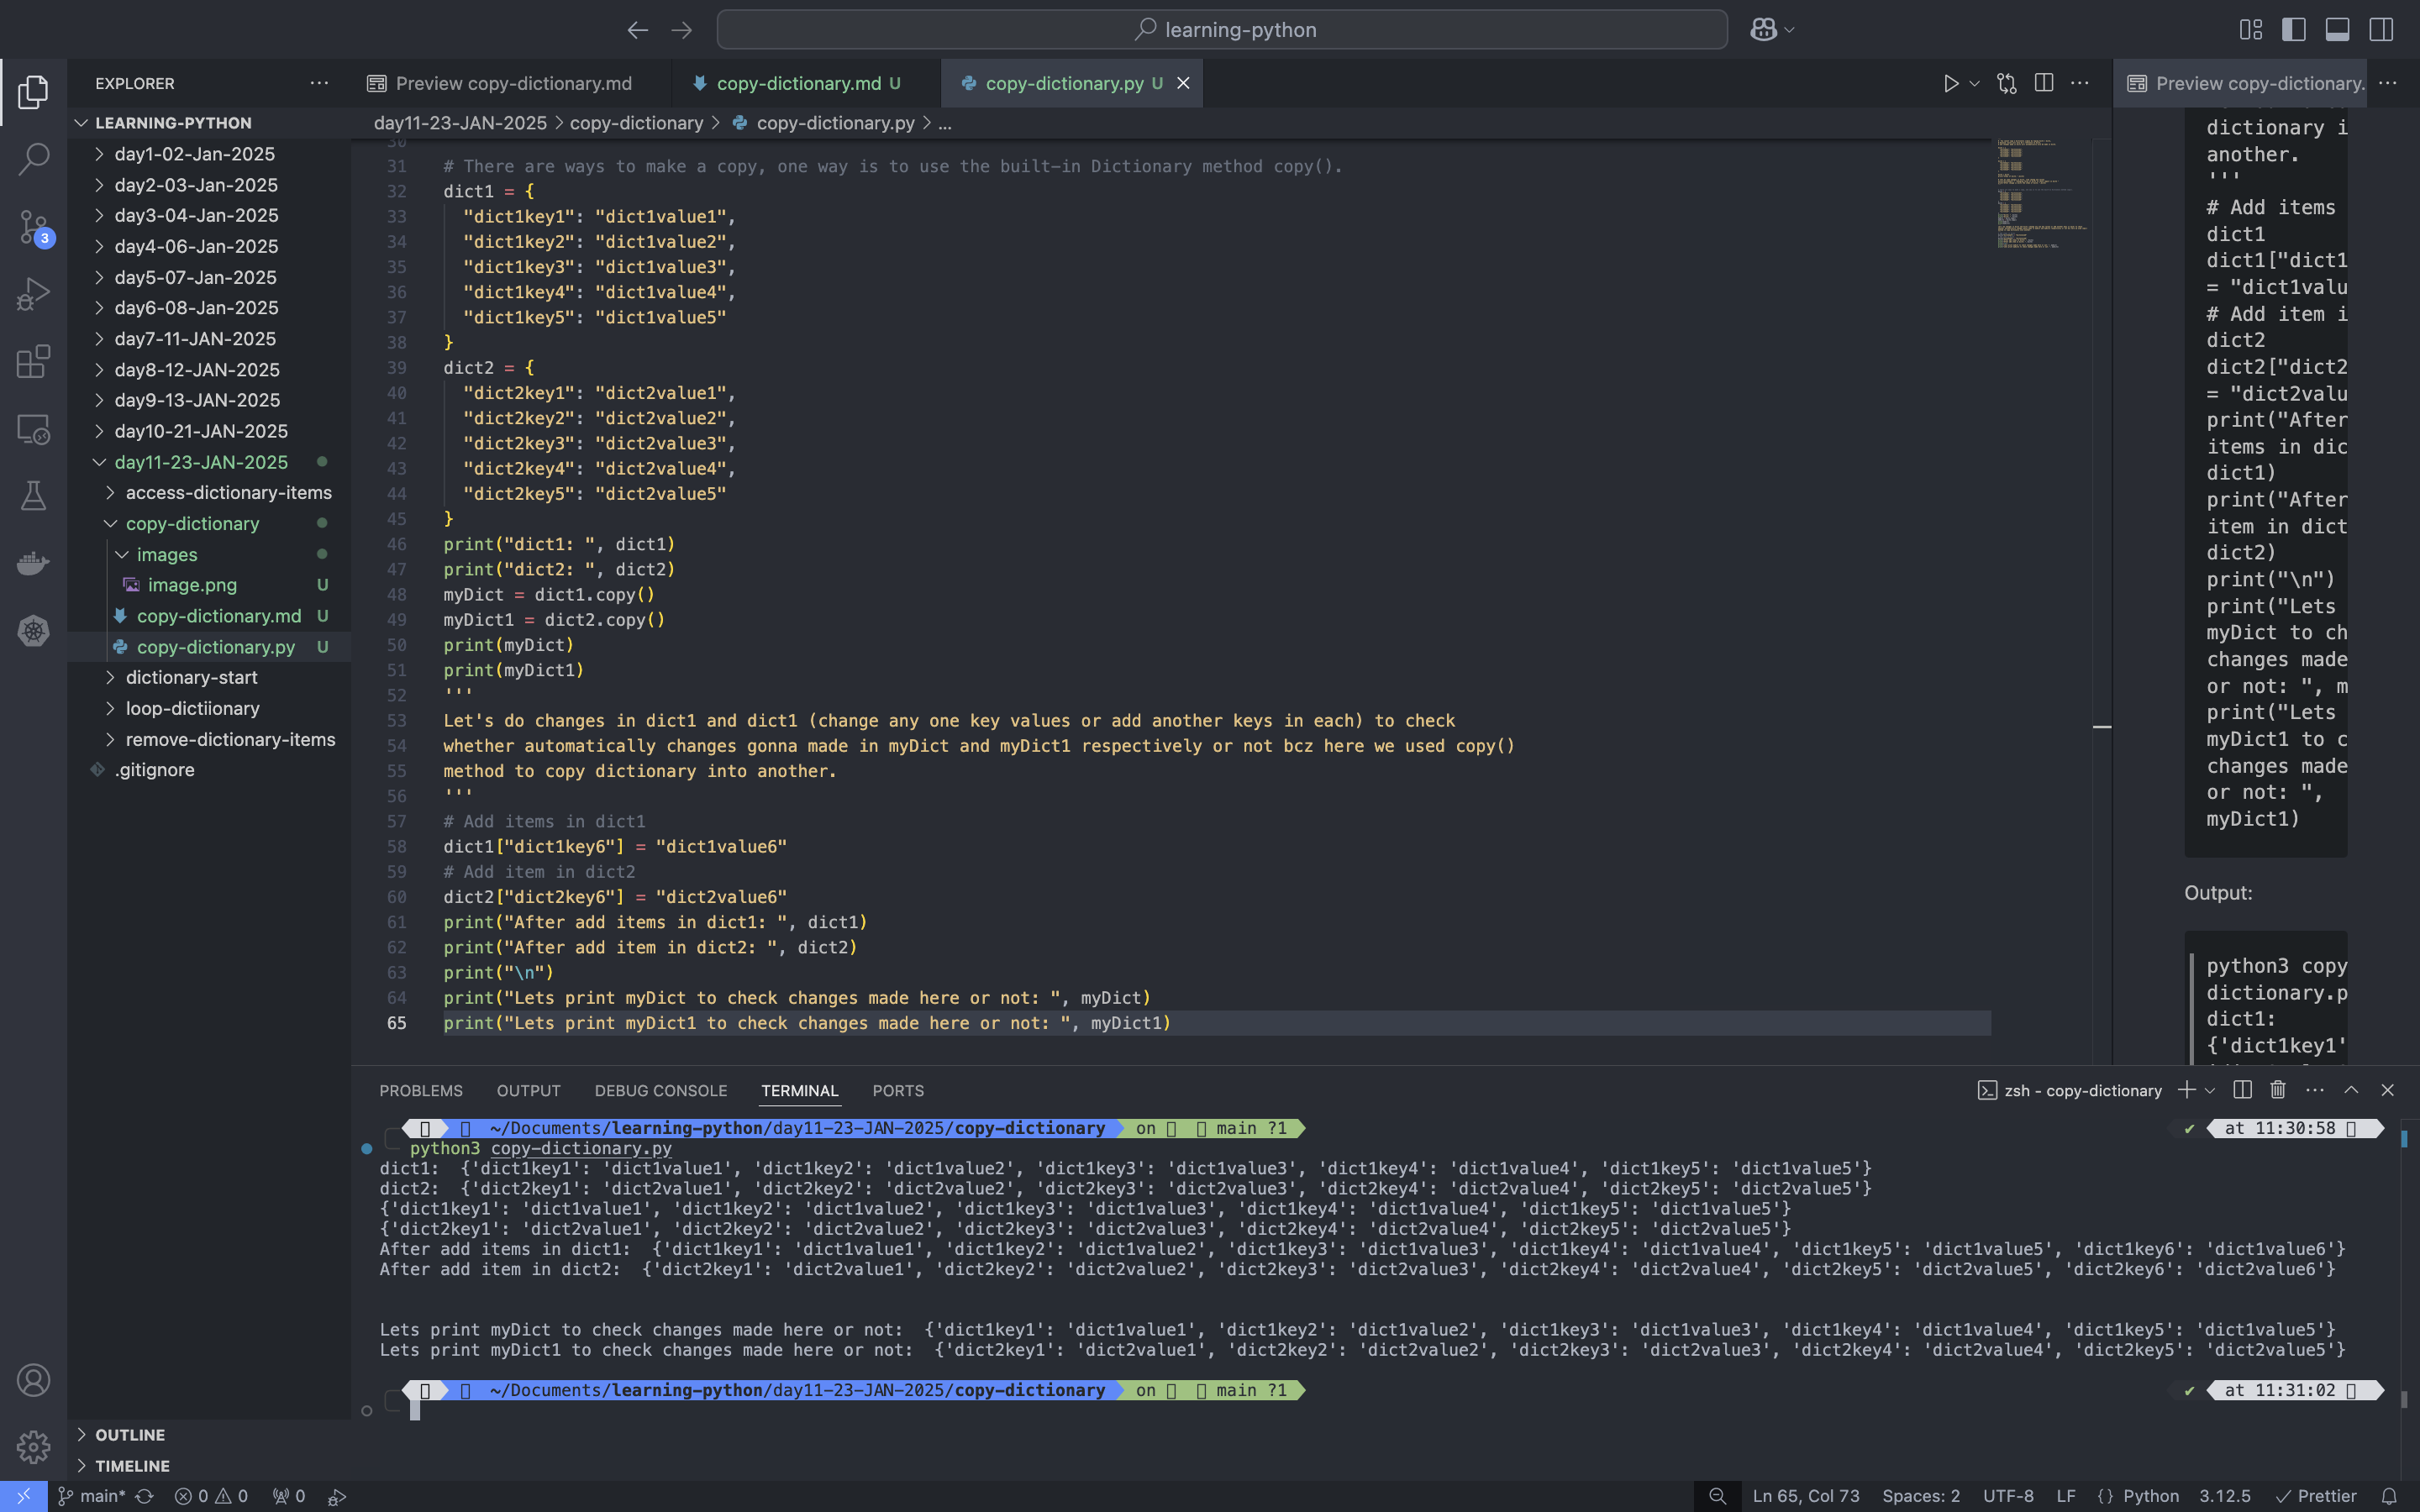 learning-python
EXPLORER
LEARNING-PYTHON
day1-02-Jan-2025
day2-03-Jan-2025
day3-04-Jan-2025
day4-06-Jan-2025
day5-07-Jan-2025
day6-08-Jan-2025
day7-11-JAN-2025
day8-12-JAN-2025
day9-13-JAN-2025
day10-21-JAN-2025
day11-23-JAN-2025
access-dictionary-items
copy-dictionary
images
image.png U
copy-dictionary.md U
copy-dictionary.py U
dictionary-start
loop-dictiionary
remove-dictionary-items
.gitignore
OUTLINE
TIMELINE
3
Preview copy-dictionary.md
copy-dictionary.md U
copy-dictionary.py U
day11-23-JAN-2025 > copy-dictionary > copy-dictionary.py > ...
30
31 # There are ways to make a copy, one way is to use the built-in Dictionary method copy().
32 dict1 = {
33 "dict1key1": "dict1value1",
34 "dict1key2": "dict1value2",
35 "dict1key3": "dict1value3",
36 "dict1key4": "dict1value4",
37 "dict1key5": "dict1value5"
38 }
39 dict2 = {
40 "dict2key1": "dict2value1",
41 "dict2key2": "dict2value2",
42 "dict2key3": "dict2value3",
43 "dict2key4": "dict2value4",
44 "dict2key5": "dict2value5"
45 }
46 print("dict1: ", dict1)
47 print("dict2: ", dict2)
48 myDict = dict1.copy()
49 myDict1 = dict2.copy()
50 print(myDict)
51 print(myDict1)
52 '''
53 Let's do changes in dict1 and dict1 (change any one key values or add another keys in each) to check
54 whether automatically changes gonna made in myDict and myDict1 respectively or not bcz here we used copy()
55 method to copy dictionary into another.
56 '''
57 # Add items in dict1
58 dict1["dict1key6"] = "dict1value6"
59 # Add item in dict2
60 dict2["dict2key6"] = "dict2value6"
61 print("After add items in dict1: ", dict1)
62 print("After add item in dict2: ", dict2)
63 print("\n")
64 print("Lets print myDict to check changes made here or not: ", myDict)
65 print("Lets print myDict1 to check changes made here or not: ", myDict1)
Preview copy-dictionary.
dictionary i
another.
'''
# Add items
dict1
dict1["dict1
= "dict1valu
# Add item i
dict2
dict2["dict2
= "dict2valu
print("After
items in dic
dict1)
print("After
item in dict
dict2)
print("\n")
print("Lets
myDict to ch
changes made
or not: ", m
print("Lets
myDict1 to c
changes made
or not: ",
myDict1)
Output:
python3 copy
dictionary.p
dict1:
{'dict1key1'
PROBLEMS OUTPUT DEBUG CONSOLE TERMINAL PORTS
zsh - copy-dictionary
~/Documents/learning-python/day11-23-JAN-2025/copy-dictionary on main ?1 ✔ at 11:30:58
python3 copy-dictionary.py
dict1:  {'dict1key1': 'dict1value1', 'dict1key2': 'dict1value2', 'dict1key3': 'dict1value3', 'dict1key4': 'dict1value4', 'dict1key5': 'dict1value5'}
dict2:  {'dict2key1': 'dict2value1', 'dict2key2': 'dict2value2', 'dict2key3': 'dict2value3', 'dict2key4': 'dict2value4', 'dict2key5': 'dict2value5'}
{'dict1key1': 'dict1value1', 'dict1key2': 'dict1value2', 'dict1key3': 'dict1value3', 'dict1key4': 'dict1value4', 'dict1key5': 'dict1value5'}
{'dict2key1': 'dict2value1', 'dict2key2': 'dict2value2', 'dict2key3': 'dict2value3', 'dict2key4': 'dict2value4', 'dict2key5': 'dict2value5'}
After add items in dict1:  {'dict1key1': 'dict1value1', 'dict1key2': 'dict1value2', 'dict1key3': 'dict1value3', 'dict1key4': 'dict1value4', 'dict1key5': 'dict1value5', 'dict1key6': 'dict1value6'}
After add item in dict2:  {'dict2key1': 'dict2value1', 'dict2key2': 'dict2value2', 'dict2key3': 'dict2value3', 'dict2key4': 'dict2value4', 'dict2key5': 'dict2value5', 'dict2key6': 'dict2value6'}
Lets print myDict to check changes made here or not:  {'dict1key1': 'dict1value1', 'dict1key2': 'dict1value2', 'dict1key3': 'dict1value3', 'dict1key4': 'dict1value4', 'dict1key5': 'dict1value5'}
Lets print myDict1 to check changes made here or not:  {'dict2key1': 'dict2value1', 'dict2key2': 'dict2value2', 'dict2key3': 'dict2value3', 'dict2key4': 'dict2value4', 'dict2key5': 'dict2value5'}
~/Documents/learning-python/day11-23-JAN-2025/copy-dictionary on main ?1 ✔ at 11:31:02
main* 0 0 0 Ln 65, Col 73 Spaces: 2 UTF-8 LF {} Python 3.12.5 Prettier